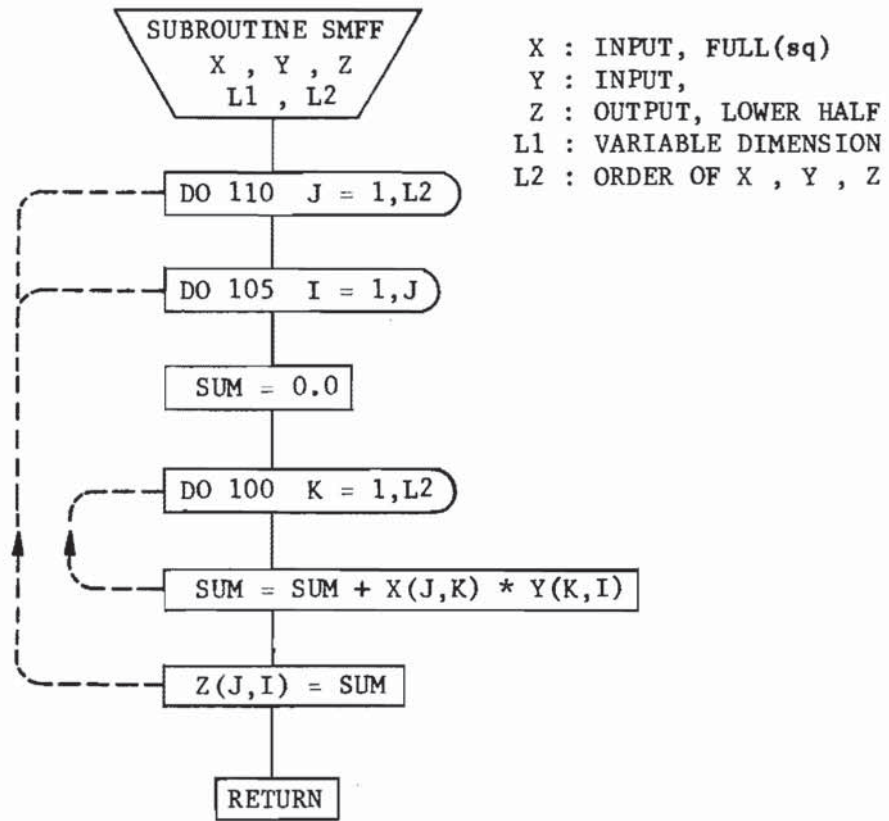 SUBROUTINE SMFF
X , Y , Z
L1 , L2
X : INPUT, FULL(sq)
Y : INPUT,
Z : OUTPUT, LOWER HALF
L1 : VARIABLE DIMENSION
L2 : ORDER OF X , Y , Z
DO 110 J = 1,L2
DO 105 I = 1,J
SUM = 0.0
DO 100 K = 1,L2
SUM = SUM + X(J,K) * Y(K,I)
Z(J,I) = SUM
RETURN